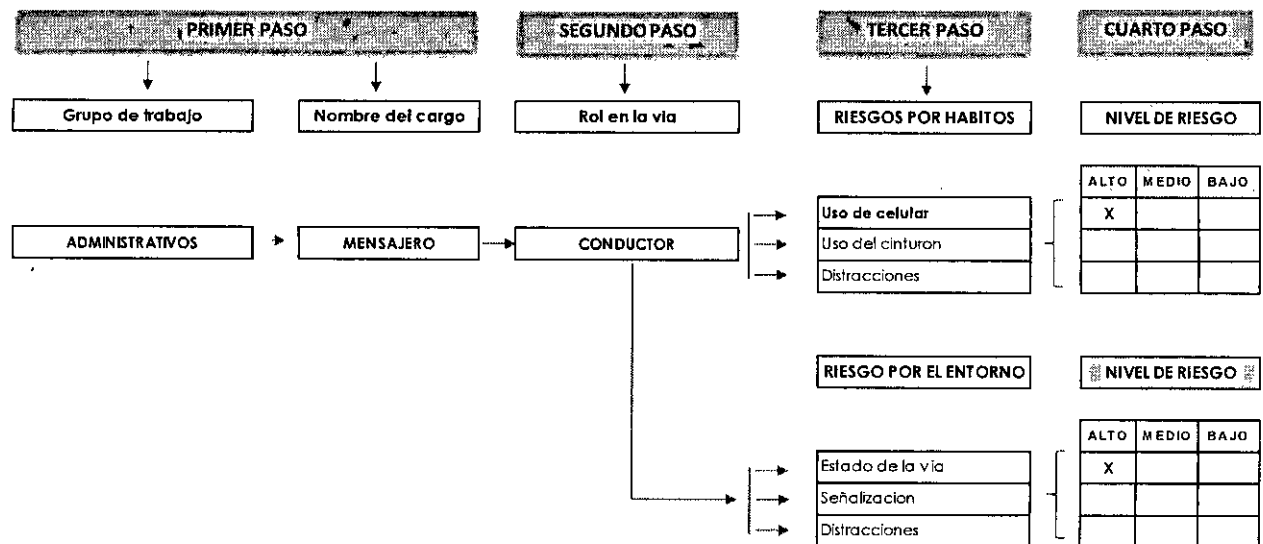 PRIMER PASO
SEGUNDO PASO
TERCER PASO
CUARTO PASO
Grupo de trabajo
Nombre del cargo
Rol en la via
RIESGOS POR HABITOS
NIVEL DE RIESGO
ALTO MEDIO BAJO
ADMINISTRATIVOS
MENSAJERO
CONDUCTOR
Uso de celular
X
Uso del cinturon
Distracciones
RIESGO POR EL ENTORNO
NIVEL DE RIESGO
ALTO MEDIO BAJO
Estado de la via
X
Señalizacion
Distracciones